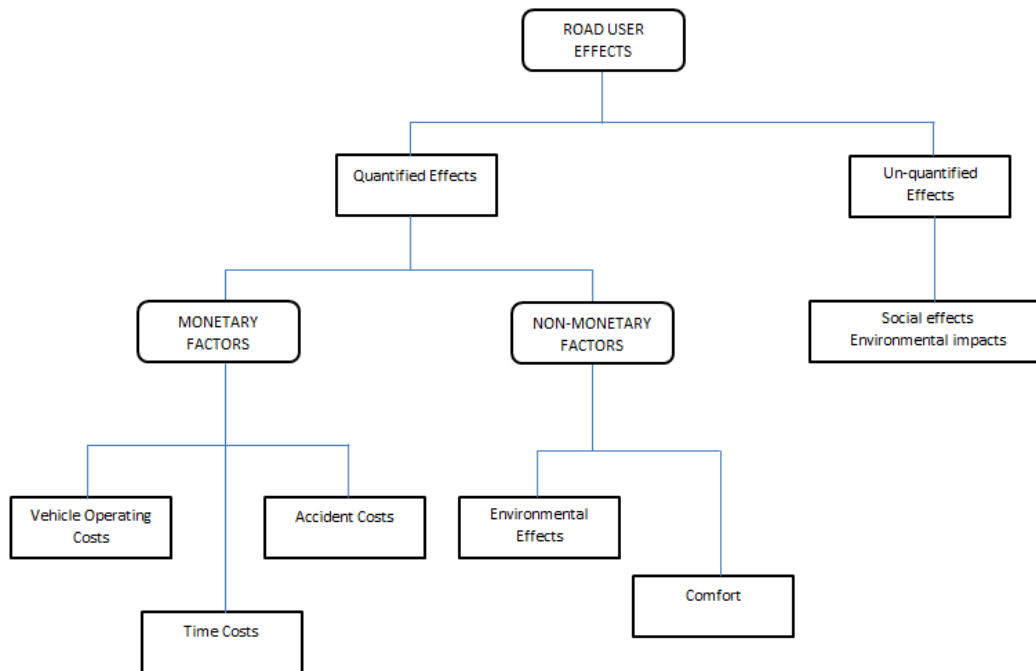 ROAD USER
EFFECTS
Quantified Effects
Un-quantified
Effects
MONETARY
FACTORS
NON-MONETARY
FACTORS
Social effects
Environmental impacts
Vehicle Operating
Costs
Accident Costs
Environmental
Effects
Comfort
Time Costs